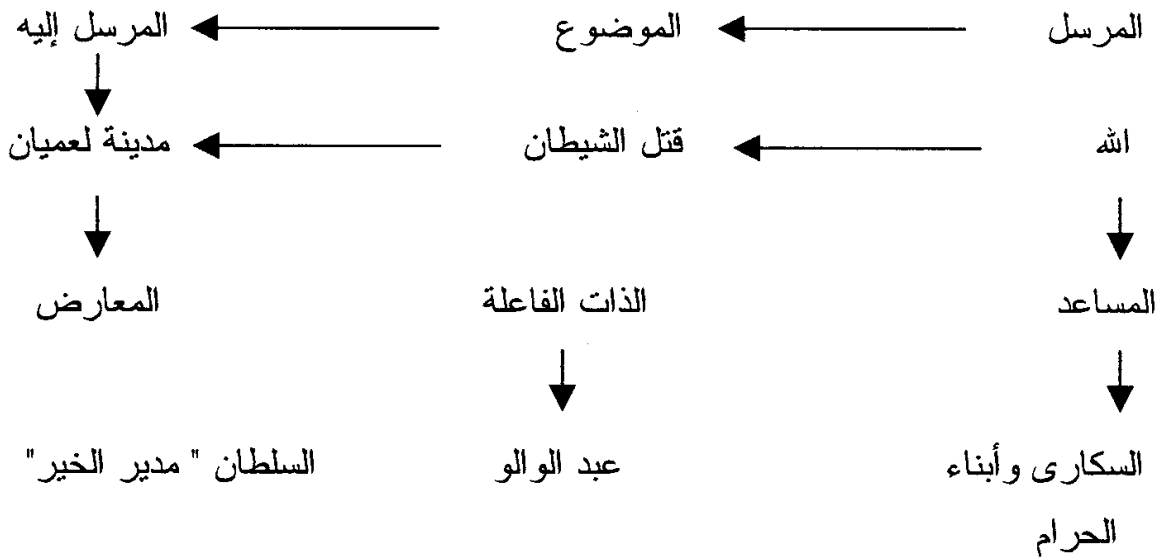 المرسل الموضوع المرسل إليه
الله قتل الشيطان مدينة لعميان
المساعد الذات الفاعلة المعارض
السكارى وأبناء عبد الوالو السلطان " مدير الخير"
الحرام